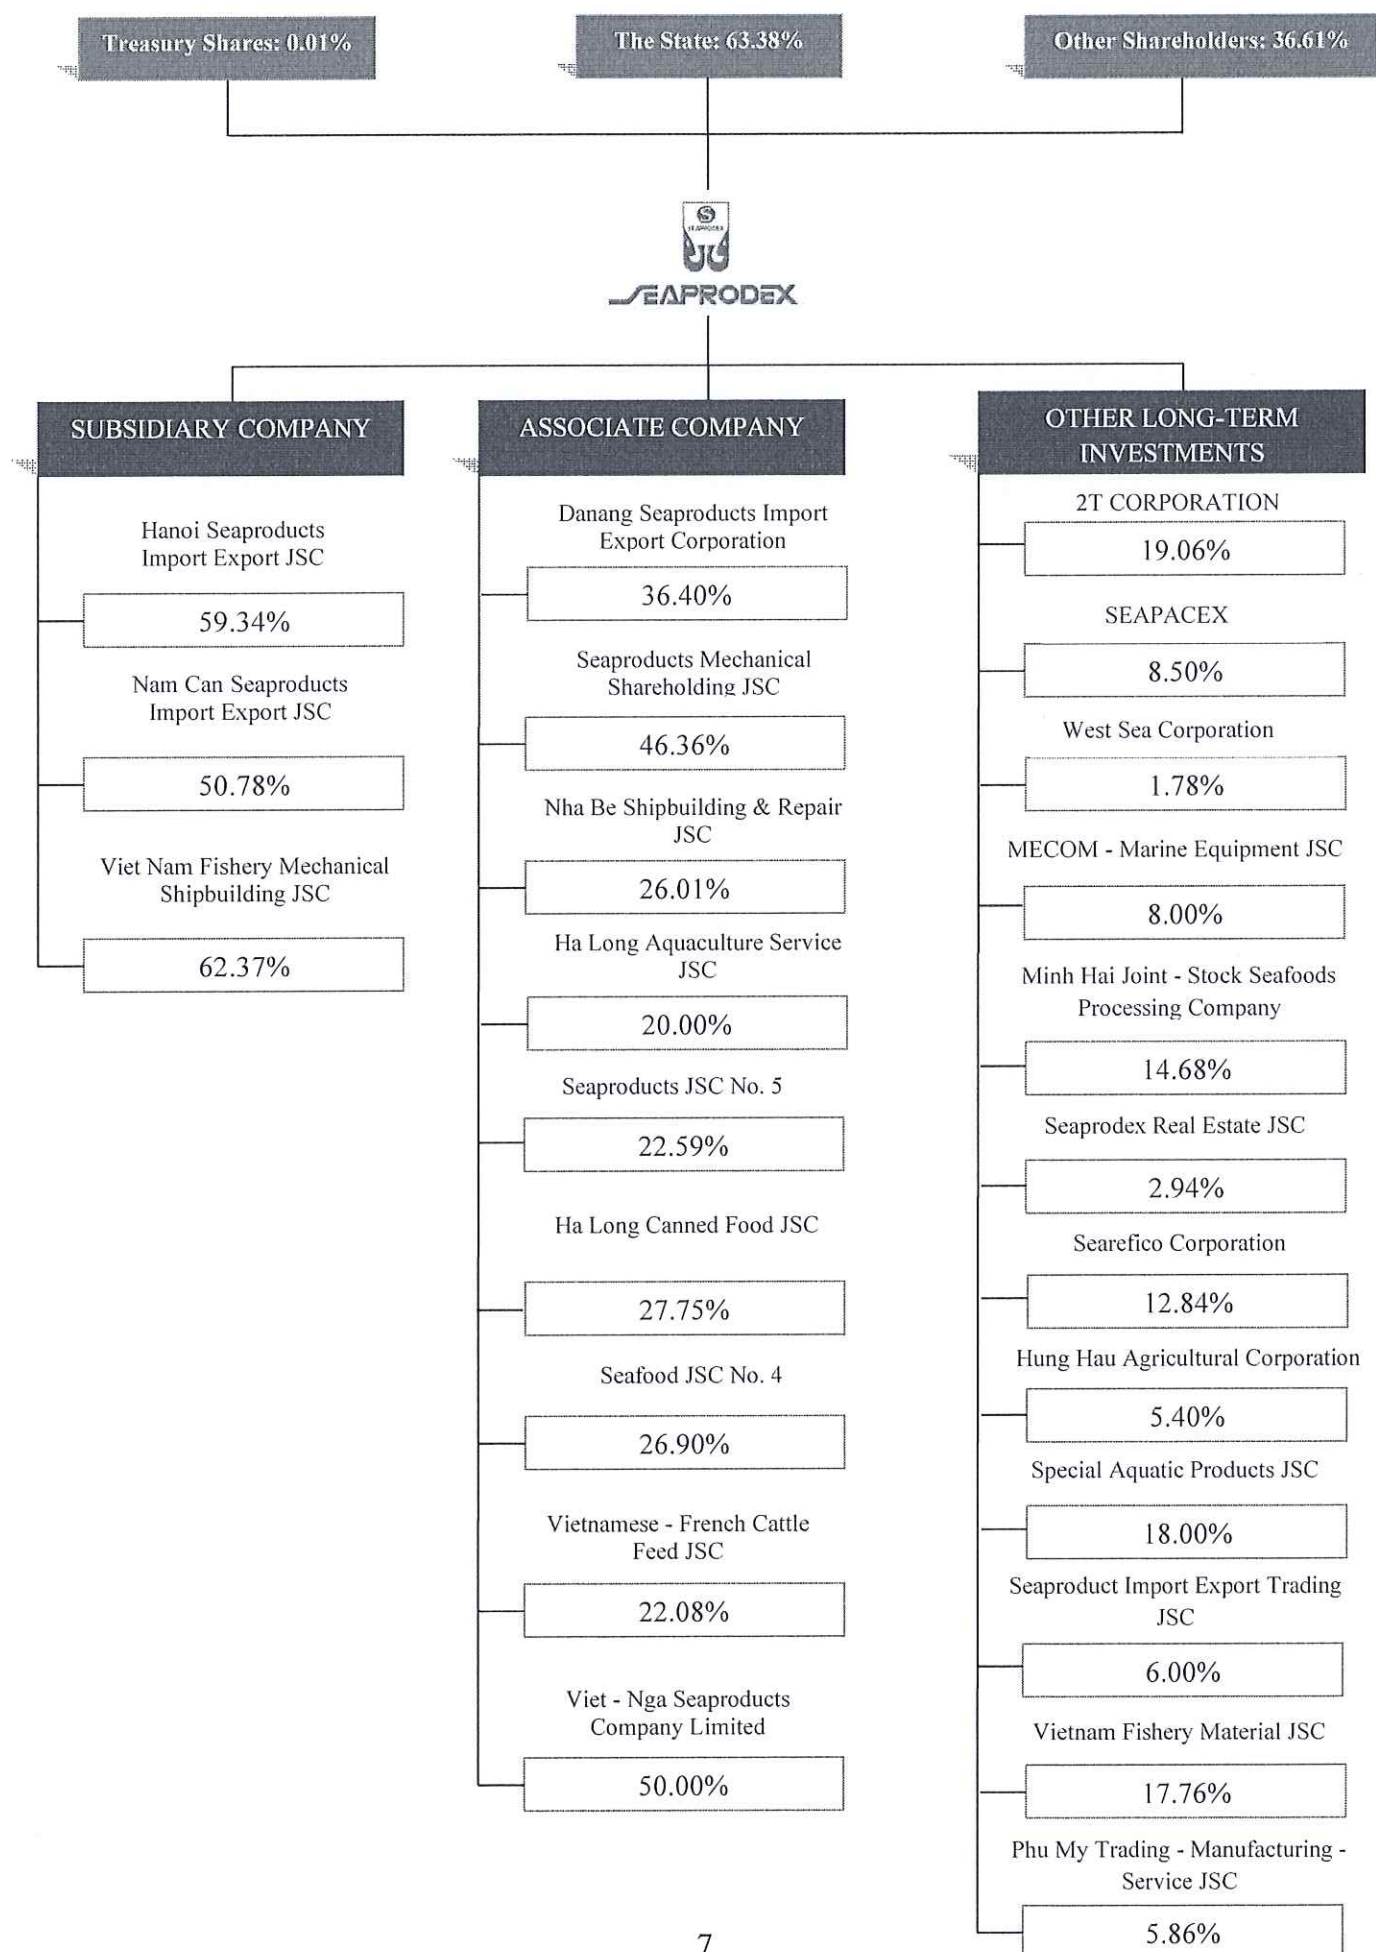 Treasury Shares: 0.01%
The State: 63.38%
Other Shareholders: 36.61%
S
SEAPRODEX
SEAPRODEX
SUBSIDIARY COMPANY
Hanoi Seaproducts
Import Export JSC
59.34%
Nam Can Seaproducts
Import Export JSC
50.78%
Viet Nam Fishery Mechanical
Shipbuilding JSC
62.37%
ASSOCIATE COMPANY
Danang Seaproducts Import
Export Corporation
36.40%
Seaproducts Mechanical
Shareholding JSC
46.36%
Nha Be Shipbuilding & Repair
JSC
26.01%
Ha Long Aquaculture Service
JSC
20.00%
Seaproducts JSC No. 5
22.59%
Ha Long Canned Food JSC
27.75%
Seafood JSC No. 4
26.90%
Vietnamese - French Cattle
Feed JSC
22.08%
Viet - Nga Seaproducts
Company Limited
50.00%
OTHER LONG-TERM
INVESTMENTS
2T CORPORATION
19.06%
SEAPACEX
8.50%
West Sea Corporation
1.78%
MECOM - Marine Equipment JSC
8.00%
Minh Hai Joint - Stock Seafoods
Processing Company
14.68%
Seaprodex Real Estate JSC
2.94%
Searefico Corporation
12.84%
Hung Hau Agricultural Corporation
5.40%
Special Aquatic Products JSC
18.00%
Seaproduct Import Export Trading
JSC
6.00%
Vietnam Fishery Material JSC
17.76%
Phu My Trading - Manufacturing -
Service JSC
5.86%
7